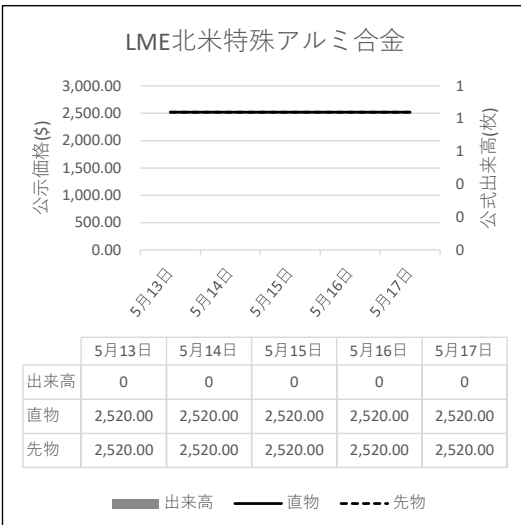 LME北米特殊アルミ合金
3,000.00
2,500.00
2,000.00
1,500.00
1,000.00
500.00
0.00
公示価格($)
1
1
1
0
0
0
公式出来高(枚)
5月13日
5月14日
5月15日
5月16日
5月17日
5月13日 5月14日 5月15日 5月16日 5月17日
出来高 0 0 0 0 0
直物 2,520.00 2,520.00 2,520.00 2,520.00 2,520.00
先物 2,520.00 2,520.00 2,520.00 2,520.00 2,520.00
出来高 直物 先物